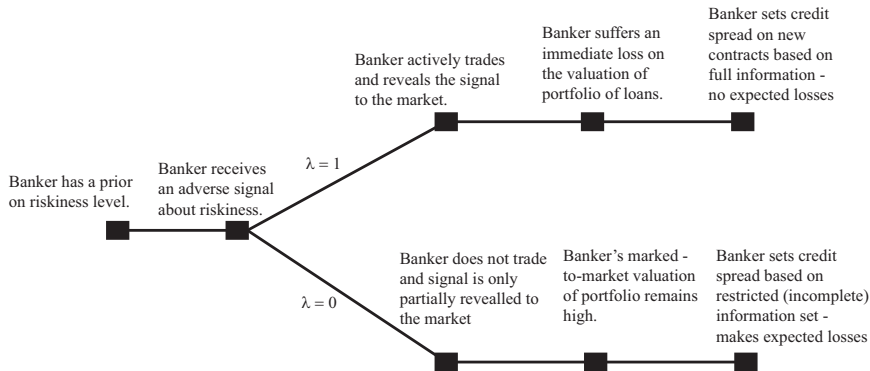 Banker has a prior
on riskiness level.
Banker receives
an adverse signal
about riskiness.
λ = 1
Banker actively trades
and reveals the signal
to the market.
Banker suffers an
immediate loss on
the valuation of
portfolio of loans.
Banker sets credit
spread on new
contracts based on
full information -
no expected losses
λ = 0
Banker does not trade
and signal is only
partially revealled to
the market
Banker’s marked -
to-market valuation
of portfolio remains
high.
Banker sets credit
spread based on
restricted (incomplete)
information set -
makes expected losses